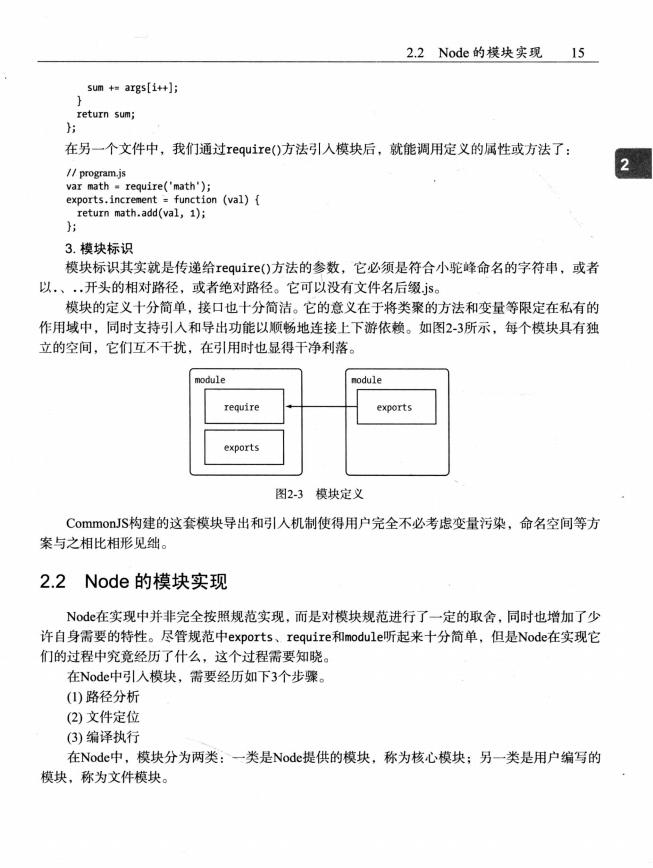 2.2 Node 的模块实现 15
sum += args[i++];
}
return sum;
};
在另一个文件中，我们通过require()方法引入模块后，就能调用定义的属性或方法了：
2
// program.js
var math = require('math');
exports.increment = function (val) {
return math.add(val, 1);
};
3. 模块标识
模块标识其实就是传递给require()方法的参数，它必须是符合小驼峰命名的字符串，或者
以.、..开头的相对路径，或者绝对路径。它可以没有文件名后缀.js。
模块的定义十分简单，接口也十分简洁。它的意义在于将类聚的方法和变量等限定在私有的
作用域中，同时支持引入和导出功能以顺畅地连接上下游依赖。如图2-3所示，每个模块具有独
立的空间，它们互不干扰，在引用时也显得干净利落。
module
module
require
exports
exports
图2-3 模块定义
CommonJS构建的这套模块导出和引入机制使得用户完全不必考虑变量污染，命名空间等方
案与之相比相形见绌。
2.2 Node 的模块实现
Node在实现中并非完全按照规范实现，而是对模块规范进行了一定的取舍，同时也增加了少
许自身需要的特性。尽管规范中exports、require和module听起来十分简单，但是Node在实现它
们的过程中究竟经历了什么，这个过程需要知晓。
在Node中引入模块，需要经历如下3个步骤。
(1) 路径分析
(2) 文件定位
(3) 编译执行
在Node中，模块分为两类：一类是Node提供的模块，称为核心模块；另一类是用户编写的
模块，称为文件模块。